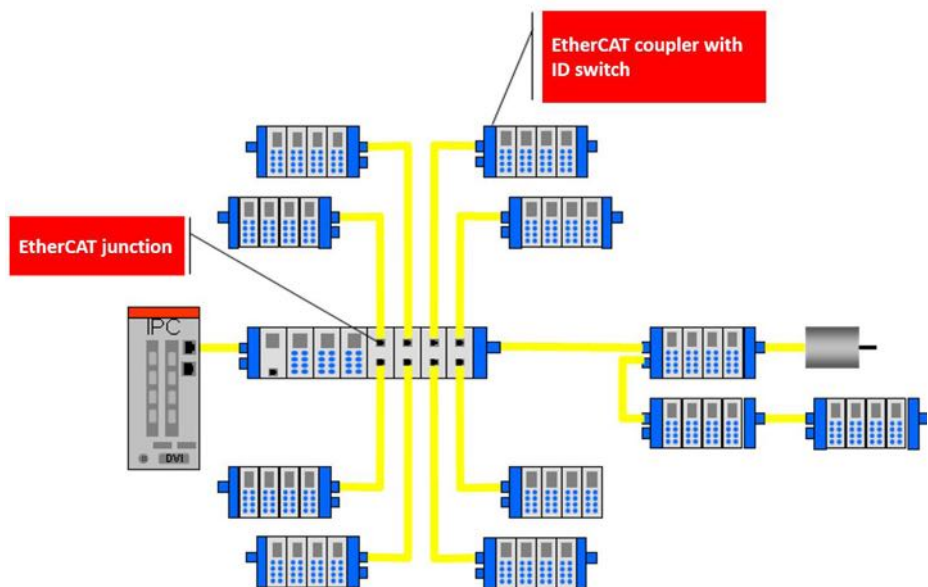 EtherCAT coupler with
ID switch
EtherCAT junction
IPC
DVI